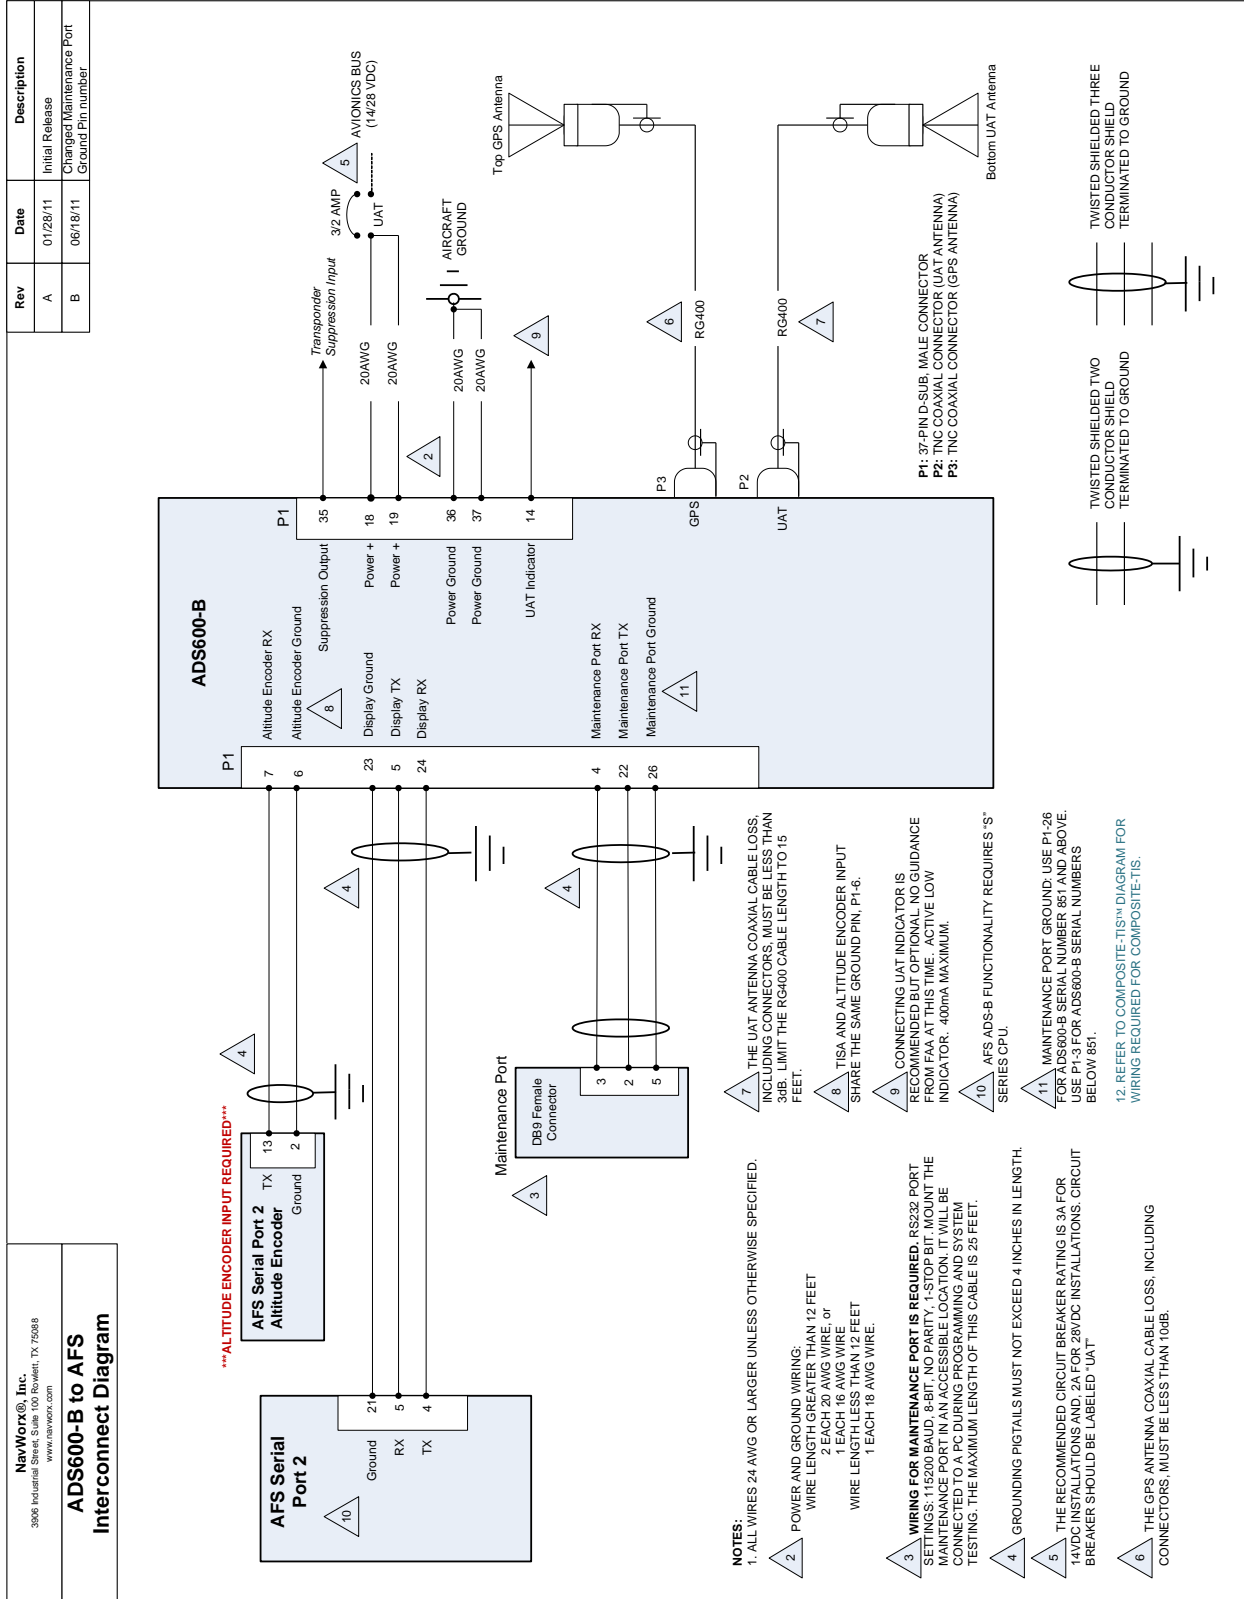 NavWorx®, Inc.
3906 Industrial Street, Suite 100 Rowlett, TX 75088
www.navworx.com
ADS600-B to AFS
Interconnect Diagram
Rev Date Description
A 01/28/11 Initial Release
B 06/18/11 Changed Maintenance Port
Ground Pin number
***ALTITUDE ENCODER INPUT REQUIRED***
AFS Serial Port 2
Altitude Encoder
TX 13
Ground 2
4
AFS Serial
Port 2
10
Ground 21
RX 5
TX 4
4
Maintenance Port
3
DB9 Female
Connector
3
2
5
4
ADS600-B
P1
7 Altitude Encoder RX
6 Altitude Encoder Ground
8
23 Display Ground
5 Display TX
24 Display RX
4 Maintenance Port RX
22 Maintenance Port TX
26 Maintenance Port Ground
11
P1
Suppression Output 35
Power + 18
Power + 19
Power Ground 36
Power Ground 37
UAT Indicator 14
GPS P3
UAT P2
Transponder
Suppression Input
20AWG
20AWG
2
20AWG
20AWG
3/2 AMP
UAT
5
AVIONICS BUS
(14/28 VDC)
AIRCRAFT
GROUND
9
6
RG400
RG400
7
Top GPS Antenna
Bottom UAT Antenna
P1: 37-PIN D-SUB, MALE CONNECTOR
P2: TNC COAXIAL CONNECTOR (UAT ANTENNA)
P3: TNC COAXIAL CONNECTOR (GPS ANTENNA)
TWISTED SHIELDED TWO
CONDUCTOR SHIELD
TERMINATED TO GROUND
TWISTED SHIELDED THREE
CONDUCTOR SHIELD
TERMINATED TO GROUND
NOTES:
1. ALL WIRES 24 AWG OR LARGER UNLESS OTHERWISE SPECIFIED.
2 POWER AND GROUND WIRING:
WIRE LENGTH GREATER THAN 12 FEET
2 EACH 20 AWG WIRE, or
1 EACH 16 AWG WIRE
WIRE LENGTH LESS THAN 12 FEET
1 EACH 18 AWG WIRE.
3 WIRING FOR MAINTENANCE PORT IS REQUIRED. RS232 PORT
SETTINGS: 115200 BAUD, 8-BIT, NO PARITY, 1-STOP BIT. MOUNT THE
MAINTENANCE PORT IN AN ACCESSIBLE LOCATION. IT WILL BE
CONNECTED TO A PC DURING PROGRAMMING AND SYSTEM
TESTING. THE MAXIMUM LENGTH OF THIS CABLE IS 25 FEET.
4 GROUNDING PIGTAILS MUST NOT EXCEED 4 INCHES IN LENGTH.
5 THE RECOMMENDED CIRCUIT BREAKER RATING IS 3A FOR
14VDC INSTALLATIONS AND, 2A FOR 28VDC INSTALLATIONS. CIRCUIT
BREAKER SHOULD BE LABELED "UAT"
6 THE GPS ANTENNA COAXIAL CABLE LOSS, INCLUDING
CONNECTORS, MUST BE LESS THAN 10dB.
7 THE UAT ANTENNA COAXIAL CABLE LOSS,
INCLUDING CONNECTORS, MUST BE LESS THAN
3dB. LIMIT THE RG400 CABLE LENGTH TO 15
FEET.
8 TISA AND ALTITUDE ENCODER INPUT
SHARE THE SAME GROUND PIN, P1-6.
9 CONNECTING UAT INDICATOR IS
RECOMMENDED BUT OPTIONAL. NO GUIDANCE
FROM FAA AT THIS TIME. ACTIVE LOW
INDICATOR. 400mA MAXIMUM.
10 AFS ADS-B FUNCTIONALITY REQUIRES "S"
SERIES CPU.
11 MAINTENANCE PORT GROUND: USE P1-26
FOR ADS600-B SERIAL NUMBER 851 AND ABOVE.
USE P1-3 FOR ADS600-B SERIAL NUMBERS
BELOW 851.
12. REFER TO COMPOSITE-TIS™ DIAGRAM FOR
WIRING REQUIRED FOR COMPOSITE-TIS.